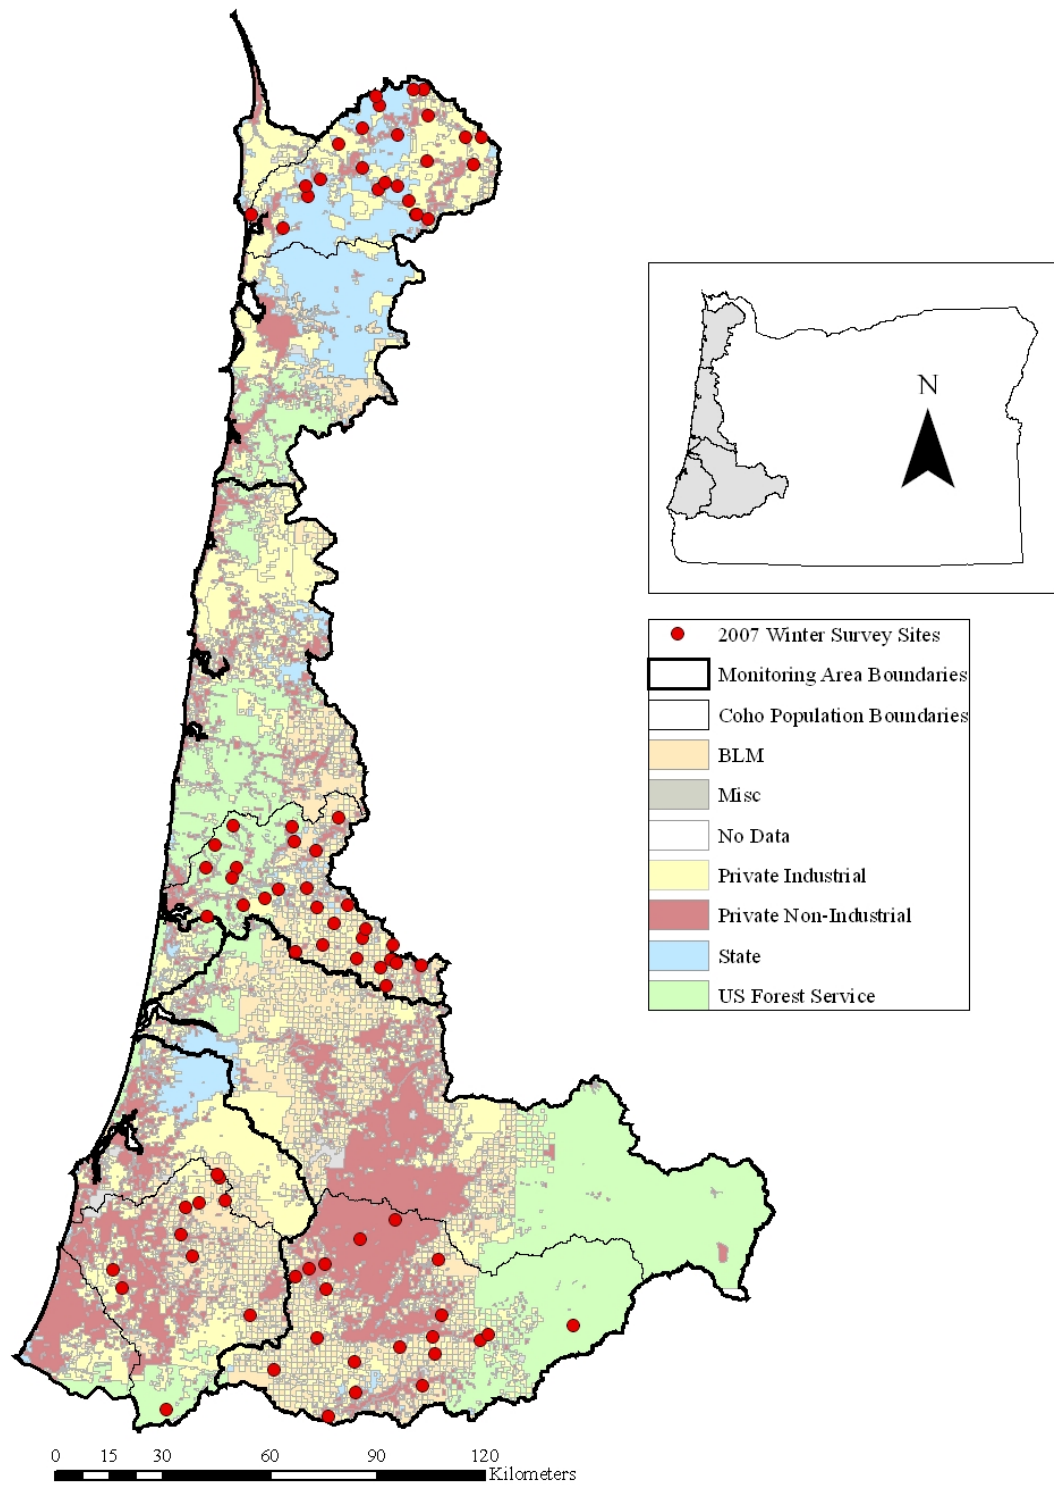 N
2007 Winter Survey Sites
Monitoring Area Boundaries
Coho Population Boundaries
BLM
Misc
No Data
Private Industrial
Private Non-Industrial
State
US Forest Service
0 15 30 60 90 120
Kilometers